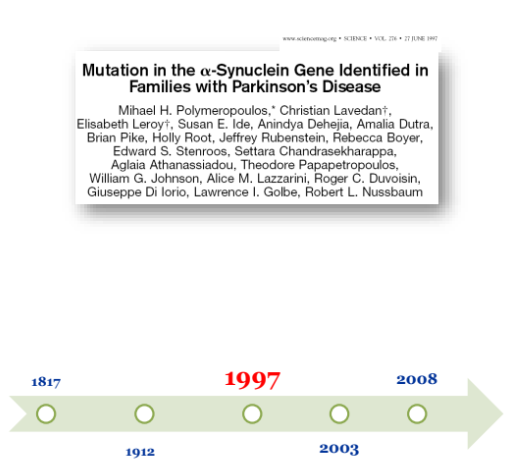 www.sciencemag.org • SCIENCE • VOL. 276 • 27 JUNE 1997
Mutation in the α-Synuclein Gene Identified in
Families with Parkinson's Disease
Mihael H. Polymeropoulos,* Christian Lavedan†,
Elisabeth Leroy†, Susan E. Ide, Anindya Dehejia, Amalia Dutra,
Brian Pike, Holly Root, Jeffrey Rubenstein, Rebecca Boyer,
Edward S. Stenroos, Settara Chandrasekharappa,
Aglaia Athanassiadou, Theodore Papapetropoulos,
William G. Johnson, Alice M. Lazzarini, Roger C. Duvoisin,
Giuseppe Di Iorio, Lawrence I. Golbe, Robert L. Nussbaum
1817
1912
1997
2003
2008